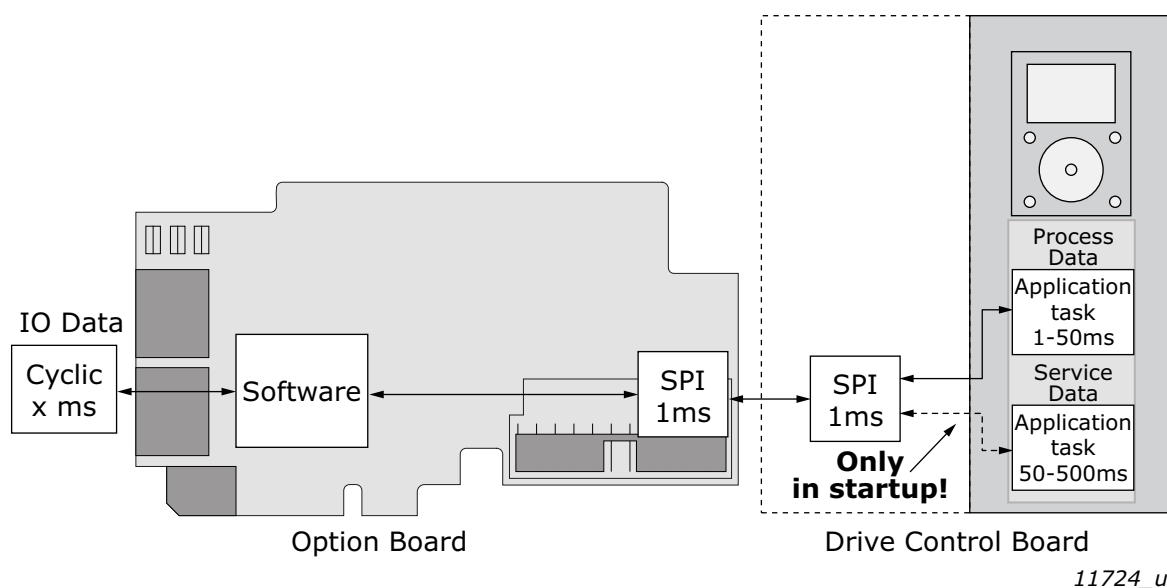 IO Data
Cyclic
x ms
Software
SPI
1ms
SPI
1ms
Process
Data
Application
task
1-50ms
Service
Data
Application
task
50-500ms
Only
in startup!
Option Board
Drive Control Board
11724_u